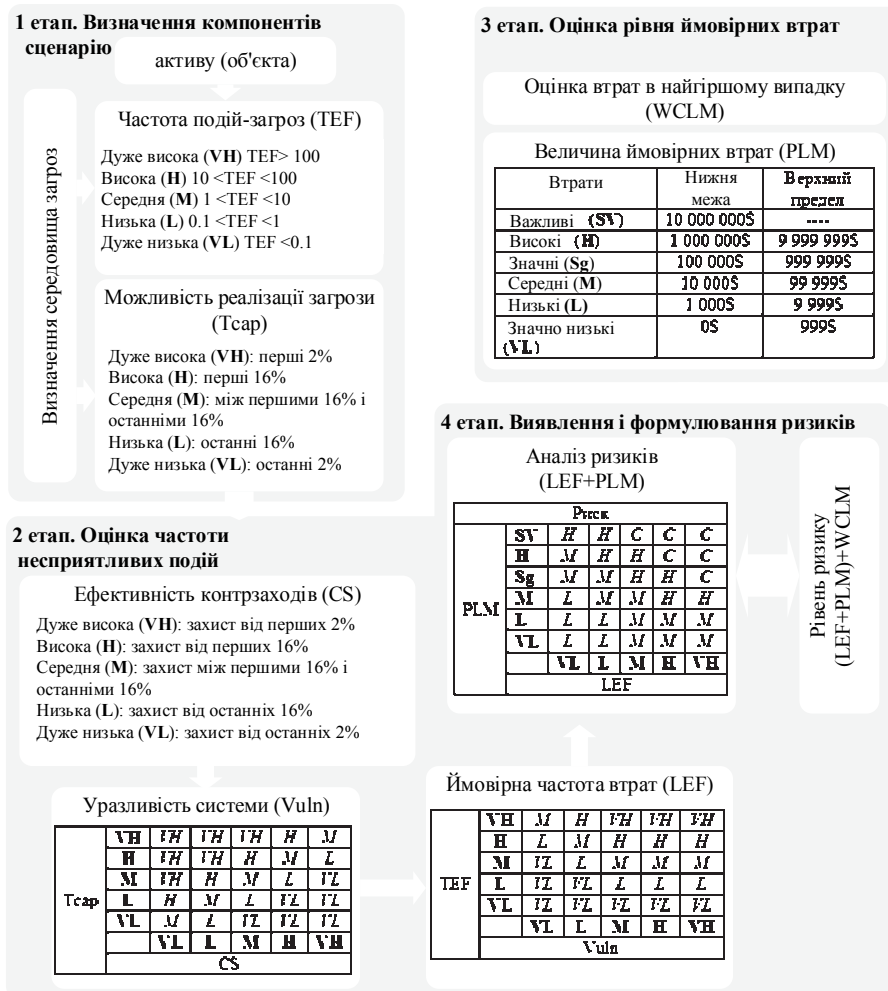 1 етап. Визначення компонентів
сценарію
активу (об'єкта)
Визначення середовища загроз
Частота подій-загроз (TEF)
Дуже висока (VH) TEF> 100
Висока (H) 10 <TEF <100
Середня (M) 1 <TEF <10
Низька (L) 0.1 <TEF <1
Дуже низька (VL) TEF <0.1
Можливість реалізації загрози
(Tcap)
Дуже висока (VH): перші 2%
Висока (H): перші 16%
Середня (M): між першими 16% і
останніми 16%
Низька (L): останні 16%
Дуже низька (VL): останні 2%
2 етап. Оцінка частоти
несприятливих подій
Ефективність контрзаходів (CS)
Дуже висока (VH): захист від перших 2%
Висока (H): захист від перших 16%
Середня (M): захист між першими 16% і
останніми 16%
Низька (L): захист від останніх 16%
Дуже низька (VL): захист від останніх 2%
Уразливість системи (Vuln)
Tcap
VH VH VH VH H M
H VH VH H M L
M VH H M L VL
L H M L VL VL
VL M L VL VL VL
VL L M H VH
CS
3 етап. Оцінка рівня ймовірних втрат
Оцінка втрат в найгіршому випадку
(WCLM)
Величина ймовірних втрат (PLM)
Втрати Нижня межа Верхний предел
Важливі (SV) 10 000 000$ ----
Високі (H) 1 000 000$ 9 999 999$
Значні (Sg) 100 000$ 999 999$
Середні (M) 10 000$ 99 999$
Низькі (L) 1 000$ 9 999$
Значно низькі (VL) 0$ 999$
4 етап. Виявлення і формулювання ризиків
Аналіз ризиків
(LEF+PLM)
Риск
PLM
SV H H C C C
H M H H C C
Sg M M H H C
M L M M H H
L L L M M M
VL L L M M M
VL L M H VH
LEF
Рівень ризику
(LEF+PLM)+WCLM
Ймовірна частота втрат (LEF)
TEF
VH M H VH VH VH
H L M H H H
M VL L M M M
L VL VL L L L
VL VL VL VL VL VL
VL L M H VH
Vuln